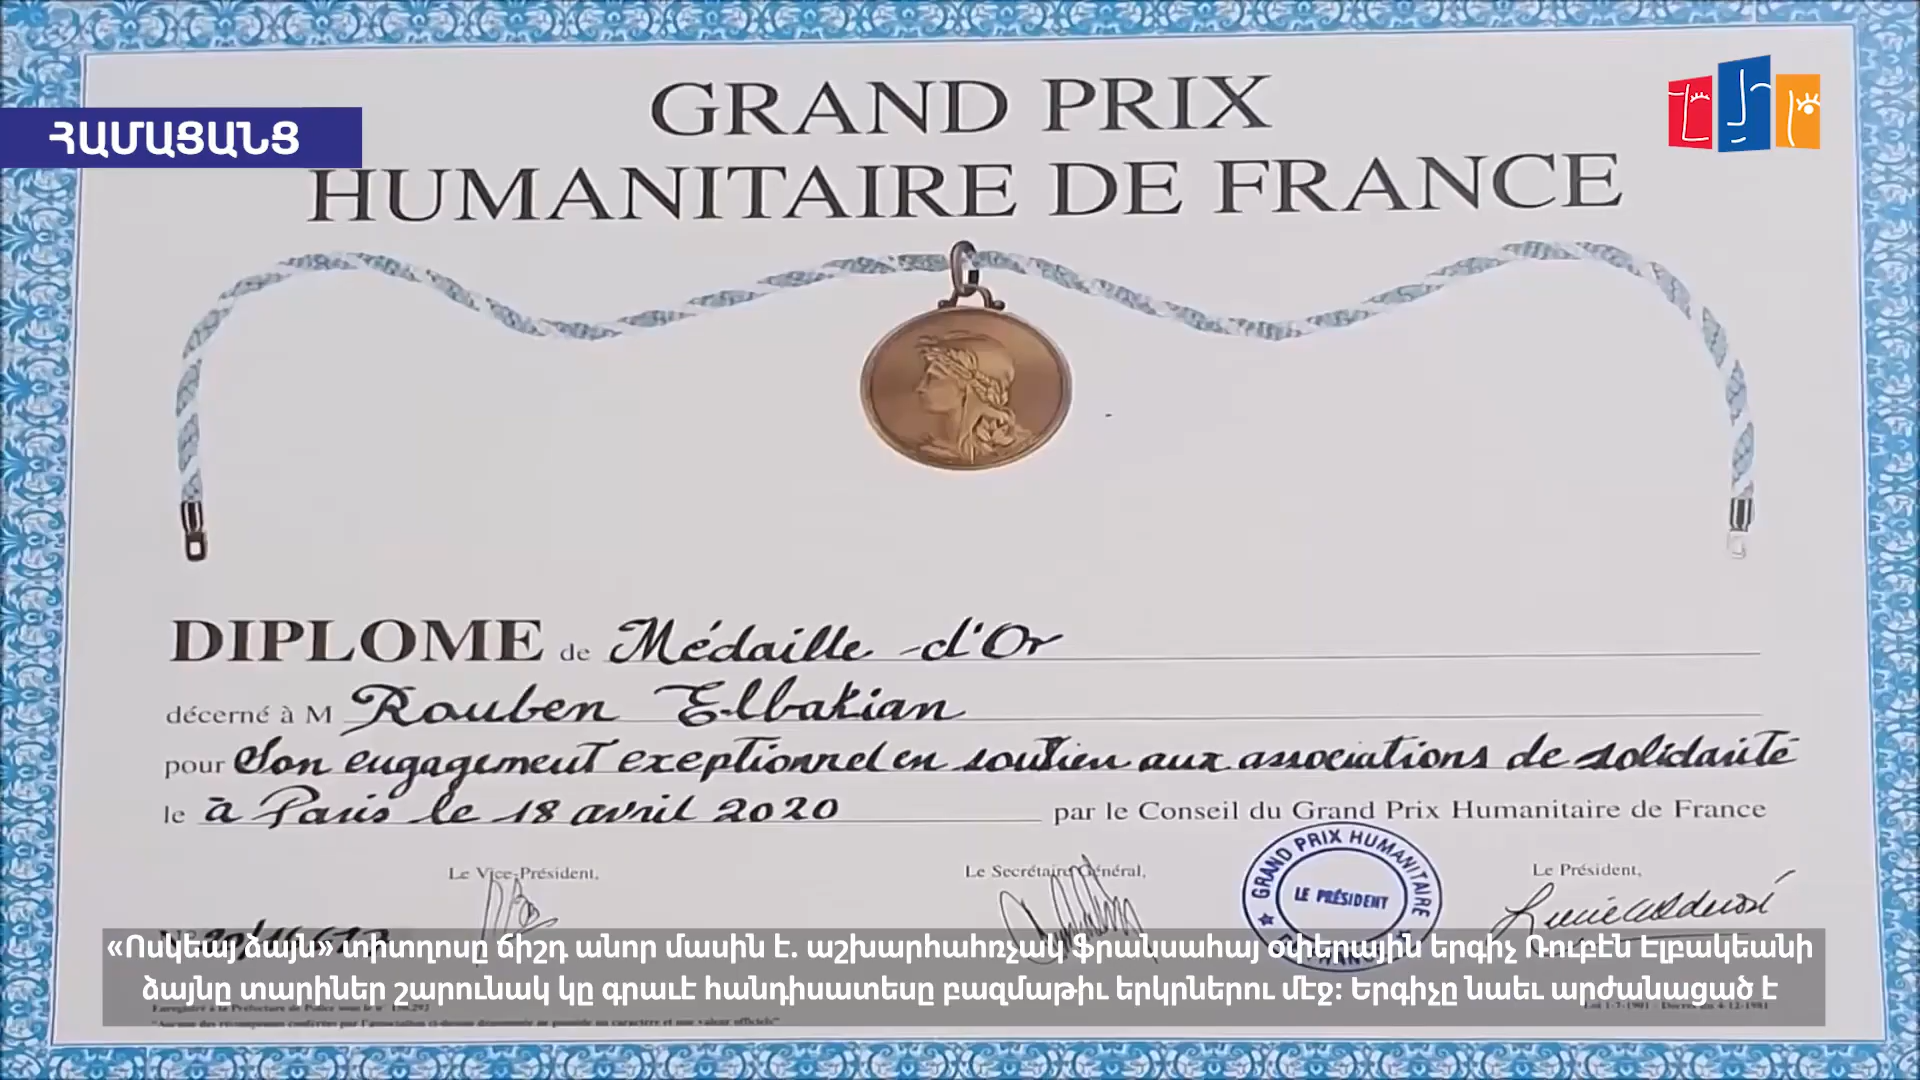 ՀԱՄԱՑԱՆՑ
GRAND PRIX
HUMANITAIRE DE FRANCE
DIPLOME de Médaille d'Or
décerné à M Rouben Elbakian
pour Son engagement exeptionnel en soutien aux associations de solidarité
le à Paris le 18 avril 2020 par le Conseil du Grand Prix Humanitaire de France
Le Vice-Président, Le Secrétaire Général, Le Président,
GRAND PRIX HUMANITAIRE
LE PRÉSIDENT
«Ոսկեայ ձայն» տիտղոսը ճիշդ անոր մասին է. աշխարհահռչակ ֆրանսահայ օփերային երգիչ Ռուբէն Էլբակեանի
ձայնը տարիներ շարունակ կը գրաւէ հանդիսատեսը բազմաթիւ երկրներու մէջ: Երգիչը նաեւ արժանացած է